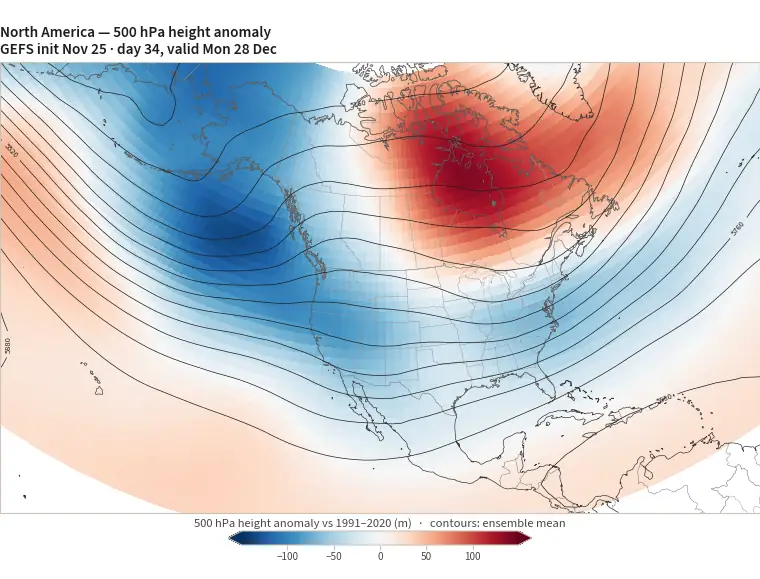 North America — 500 hPa height anomaly
GEFS init Nov 25 · day 34, valid Mon 28 Dec
5760
5880
500 hPa height anomaly vs 1991–2020 (m) · contours: ensemble mean
−100 −50 0 50 100